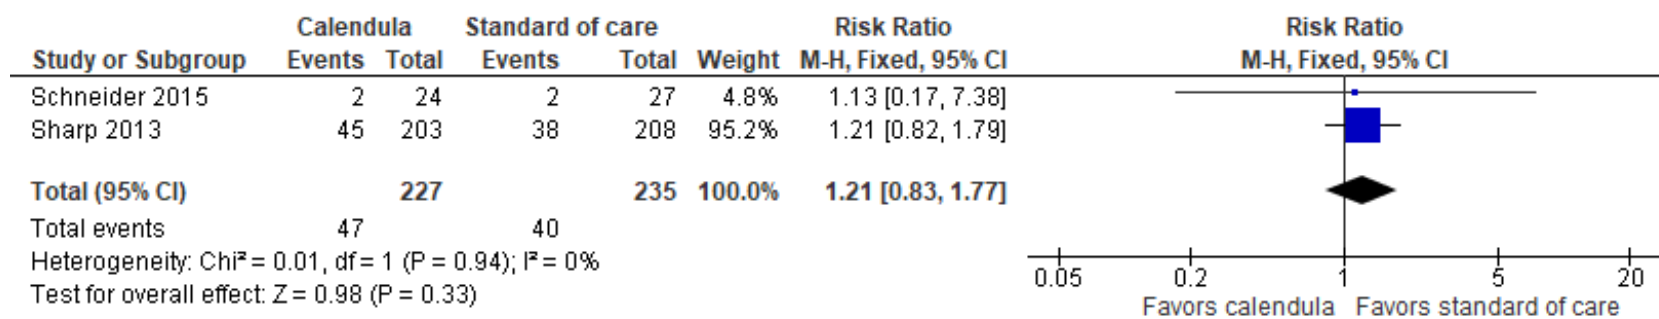 Calendula Standard of care Risk Ratio Risk Ratio
Study or Subgroup Events Total Events Total Weight M-H, Fixed, 95% CI M-H, Fixed, 95% CI
Schneider 2015 2 24 2 27 4.8% 1.13 [0.17, 7.38]
Sharp 2013 45 203 38 208 95.2% 1.21 [0.82, 1.79]
Total (95% CI) 227 235 100.0% 1.21 [0.83, 1.77]
Total events 47 40
Heterogeneity: Chi² = 0.01, df = 1 (P = 0.94); I² = 0%
Test for overall effect: Z = 0.98 (P = 0.33)
0.05 0.2 1 5 20
Favors calendula Favors standard of care